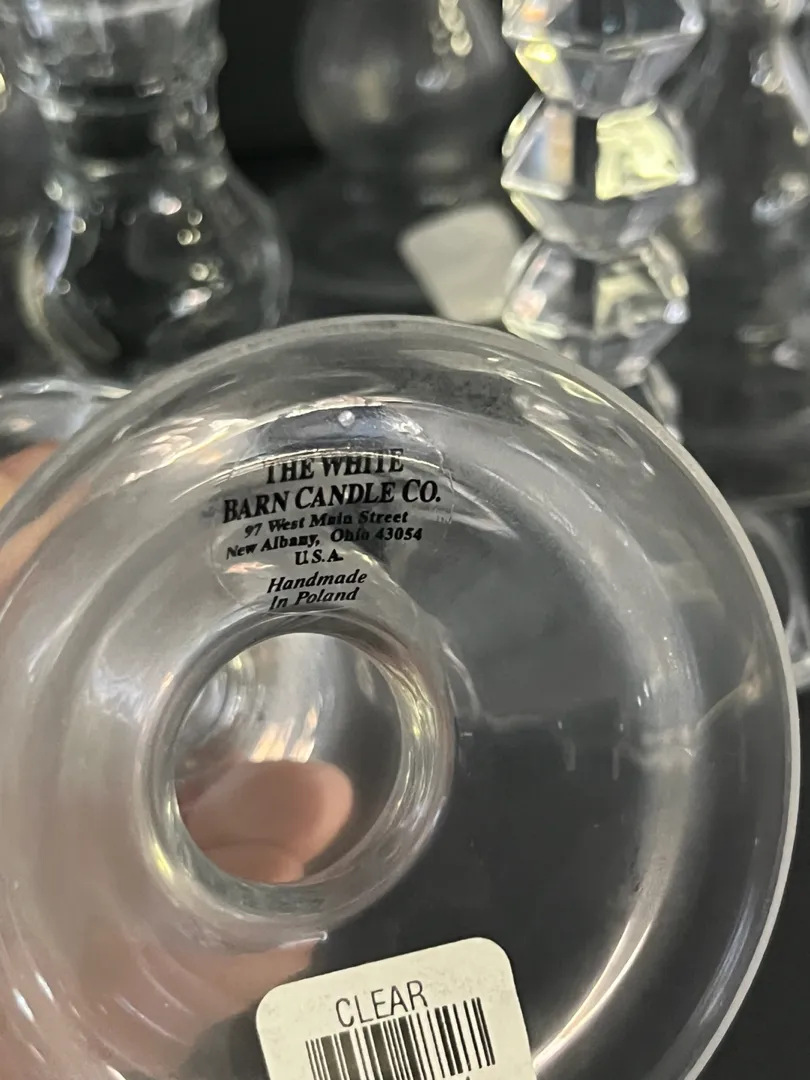 THE WHITE
BARN CANDLE CO.
97 West Main Street
New Albany, Ohio 43054
U.S.A.
Handmade
In Poland
CLEAR